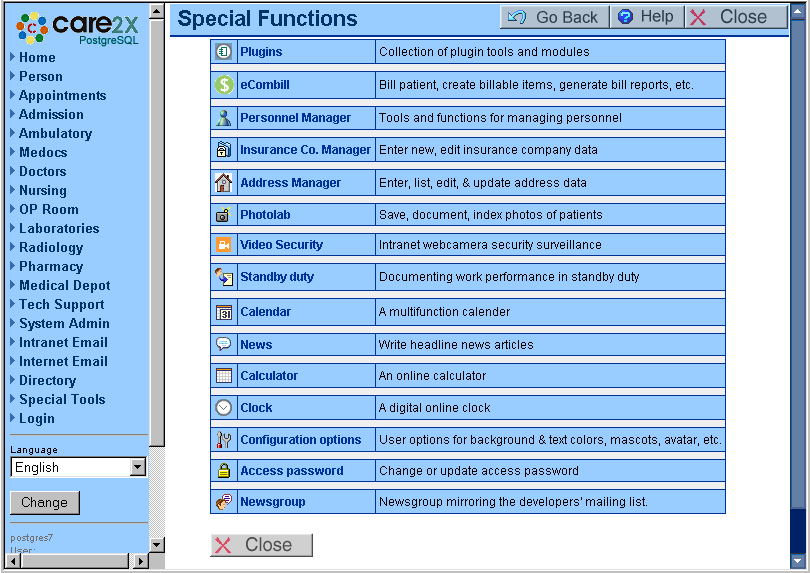 care2X
PostgreSQL
Home
Person
Appointments
Admission
Ambulatory
Medocs
Doctors
Nursing
OP Room
Laboratories
Radiology
Pharmacy
Medical Depot
Tech Support
System Admin
Intranet Email
Internet Email
Directory
Special Tools
Login
Language
English
Change
postgres7
User:
Special Functions
Go Back
Help
Close
Plugins Collection of plugin tools and modules
eCombill Bill patient, create billable items, generate bill reports, etc.
Personnel Manager Tools and functions for managing personnel
Insurance Co. Manager Enter new, edit insurance company data
Address Manager Enter, list, edit, & update address data
Photolab Save, document, index photos of patients
Video Security Intranet webcamera security surveillance
Standby duty Documenting work performance in standby duty
31 Calendar A multifunction calender
News Write headline news articles
Calculator An online calculator
Clock A digital online clock
Configuration options User options for background & text colors, mascots, avatar, etc.
Access password Change or update access password
Newsgroup Newsgroup mirroring the developers' mailing list.
Close